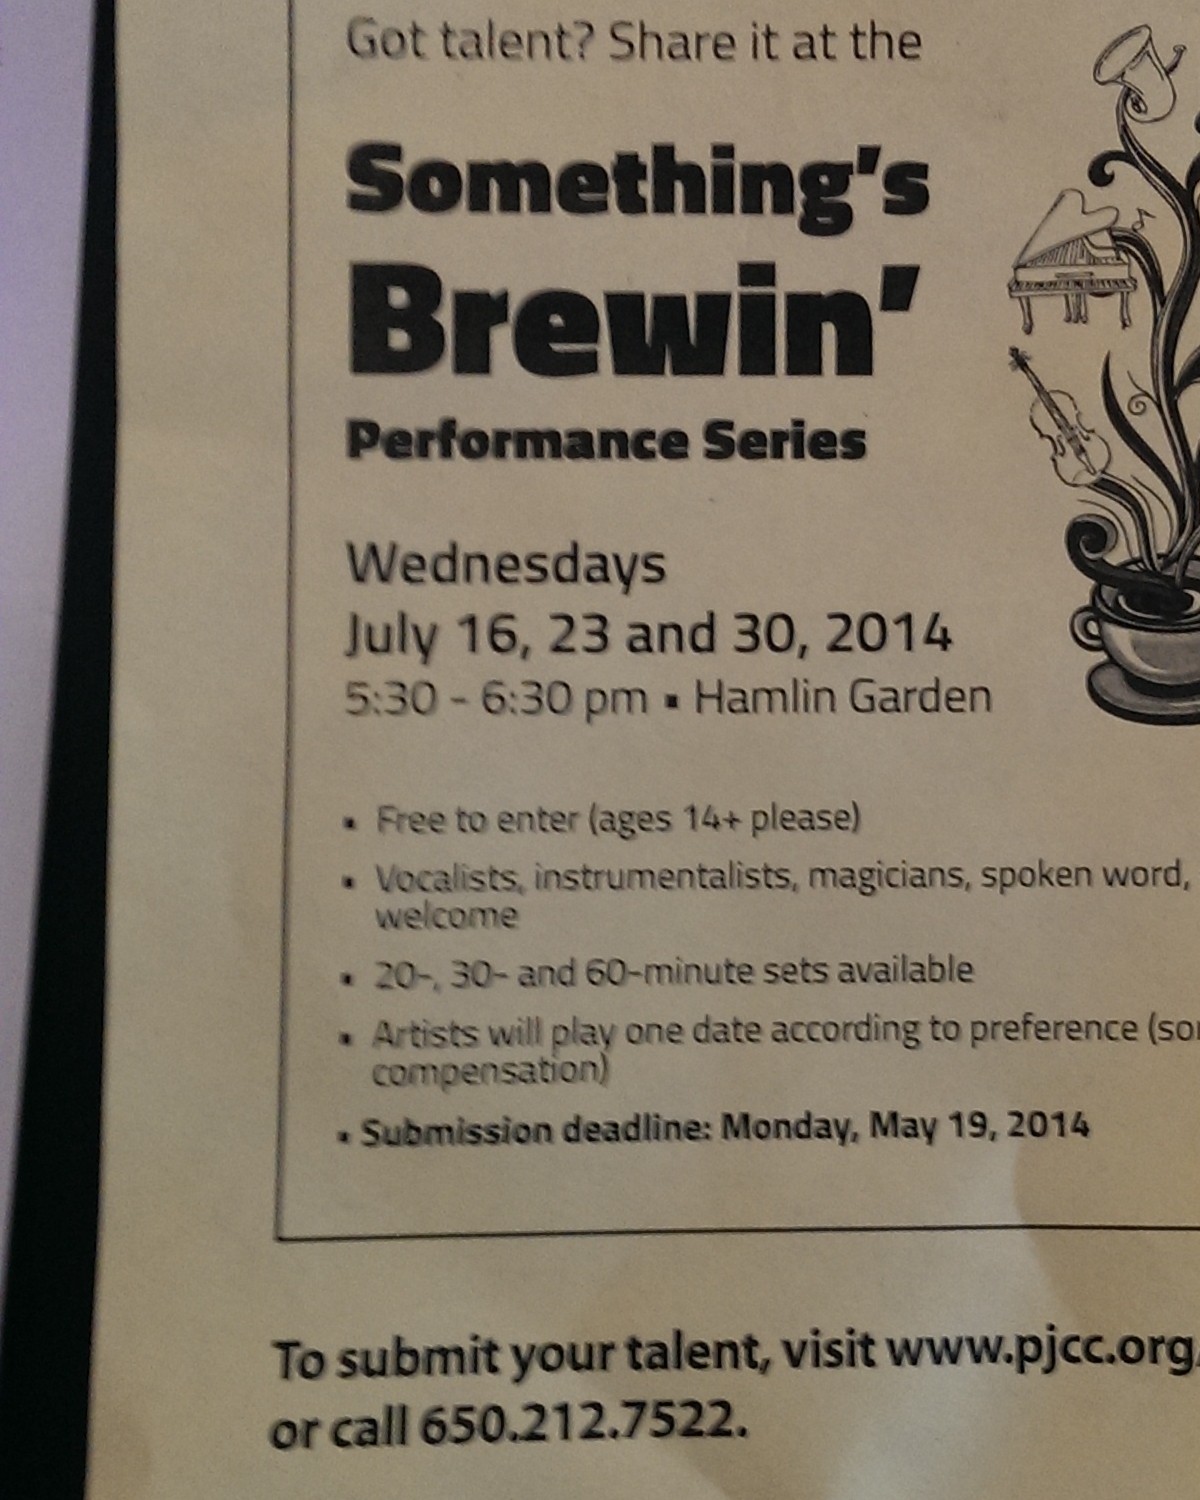 Got talent? Share it at the
Something's
Brewin'
Performance Series
Wednesdays
July 16, 23 and 30, 2014
5:30 - 6:30 pm ▪ Hamlin Garden
▪ Free to enter (ages 14+ please)
▪ Vocalists, instrumentalists, magicians, spoken word,
welcome
▪ 20-, 30- and 60-minute sets available
▪ Artists will play one date according to preference
compensation)
▪ Submission deadline: Monday, May 19, 2014
To submit your talent, visit www.pjcc.org
or call 650.212.7522.